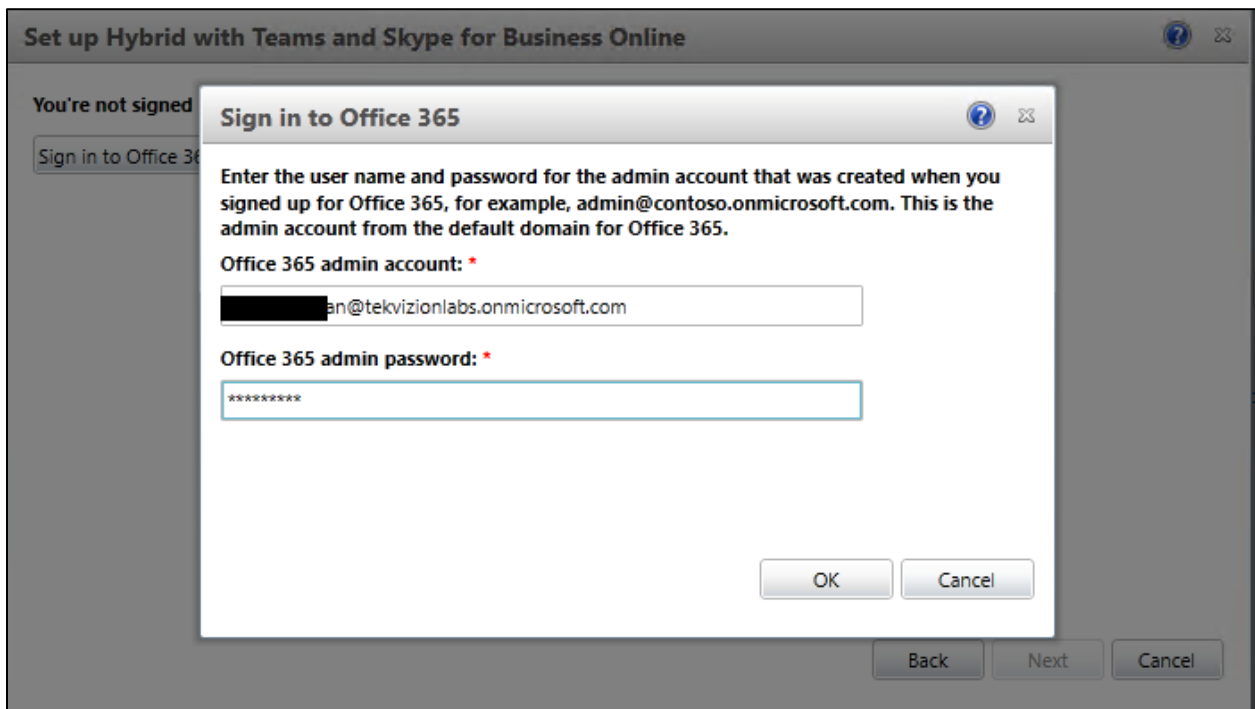 Set up Hybrid with Teams and Skype for Business Online
You're not signed
Sign in to Office 36
Sign in to Office 365
Enter the user name and password for the admin account that was created when you
signed up for Office 365, for example, admin@contoso.onmicrosoft.com. This is the
admin account from the default domain for Office 365.
Office 365 admin account: *
an@tekvizionlabs.onmicrosoft.com
Office 365 admin password: *
*********
OK Cancel
Back Next Cancel